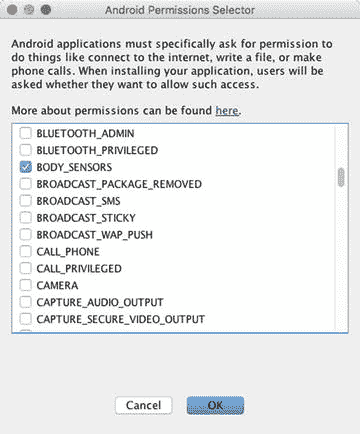 Android Permissions Selector
Android applications must specifically ask for permission to
do things like connect to the internet, write a file, or make
phone calls. When installing your application, users will be
asked whether they want to allow such access.
More about permissions can be found here.
BLUETOOTH_ADMIN
BLUETOOTH_PRIVILEGED
BODY_SENSORS
BROADCAST_PACKAGE_REMOVED
BROADCAST_SMS
BROADCAST_STICKY
BROADCAST_WAP_PUSH
CALL_PHONE
CALL_PRIVILEGED
CAMERA
CAPTURE_AUDIO_OUTPUT
CAPTURE_SECURE_VIDEO_OUTPUT
Cancel
OK